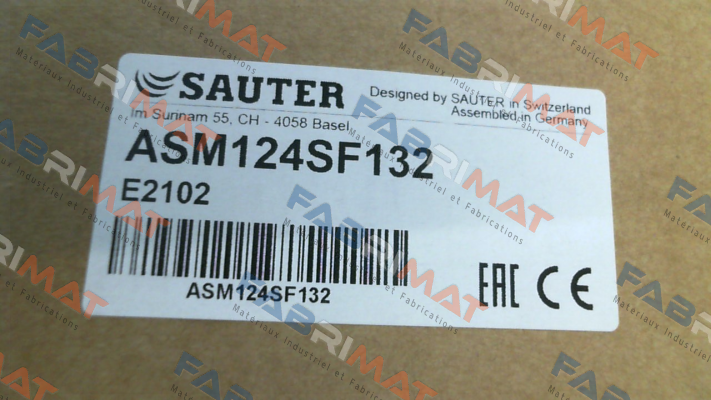 SAUTER
Designed by SAUTER in Switzerland
Im Surinam 55, CH - 4058 Basel
Assembled in Germany
ASM124SF132
E2102
ASM124SF132
EAC CE
FABRIMAT
Matériaux Industriel et Fabrications